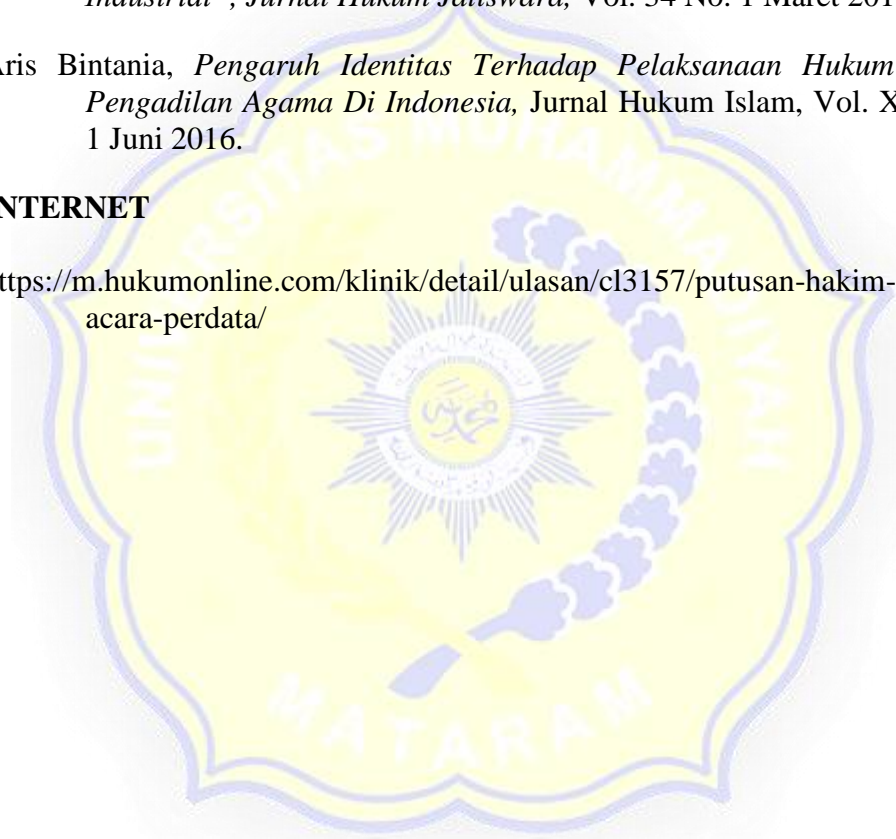 Industrial", Jurnal Hukum Jatiswara, Vol. 34 No. 1 Maret 201
Aris Bintania, Pengaruh Identitas Terhadap Pelaksanaan Hukum
Pengadilan Agama Di Indonesia, Jurnal Hukum Islam, Vol. X
1 Juni 2016.
NTERNET
ttps://m.hukumonline.com/klinik/detail/ulasan/cl3157/putusan-hakim-
acara-perdata/
UNIVERSITAS MUHAMMADIYAH
MATARAM